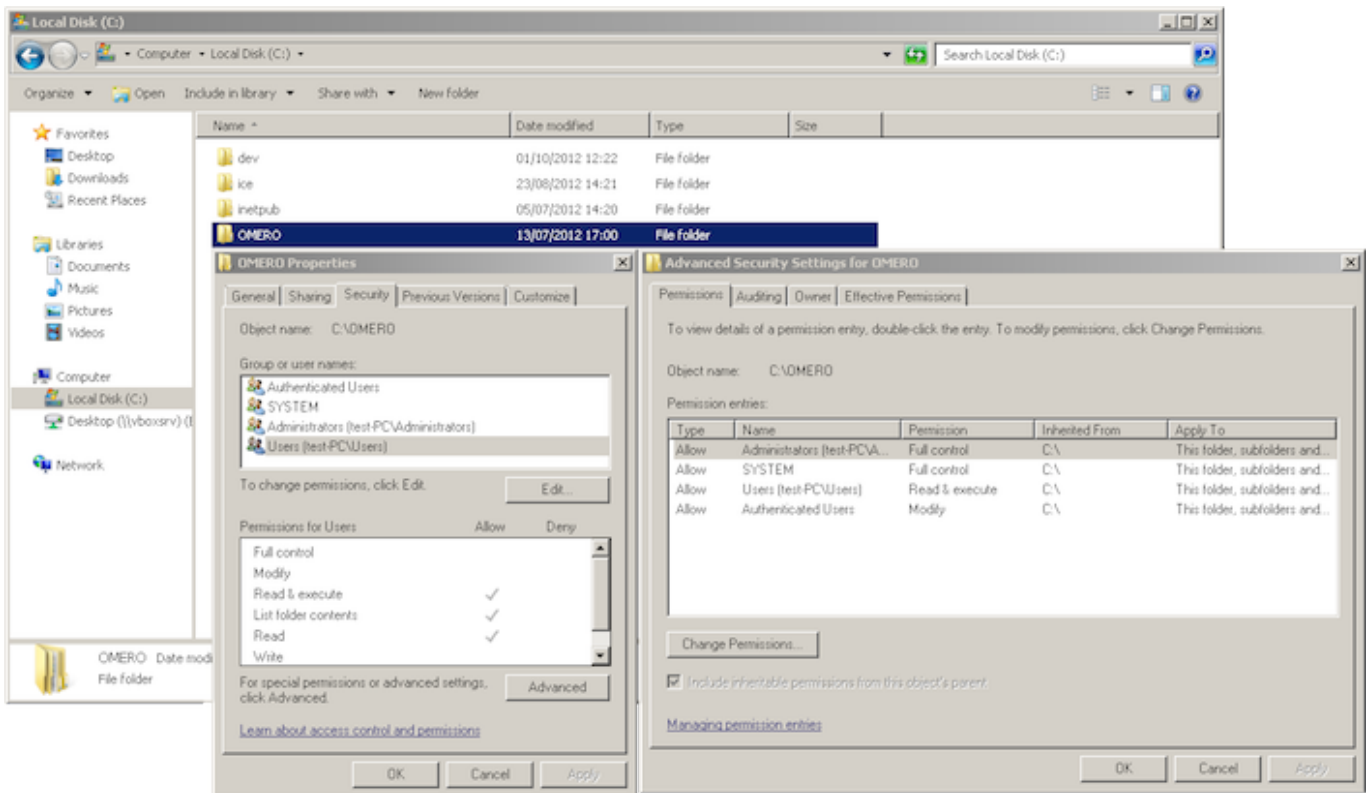 Local Disk (C:)
Computer Local Disk (C:) Search Local Disk (C:)
Organize Open Include in library Share with New folder
Name Date modified Type Size
Favorites
Desktop
Downloads
Recent Places
Libraries
Documents
Music
Pictures
Videos
Computer
Local Disk (C:)
Desktop (\\vboxsrv) (
Network
dev 01/10/2012 12:22 File folder
ice 23/08/2012 14:21 File folder
inetpub 05/07/2012 14:20 File folder
OMERO 13/07/2012 17:00 File folder
OMERO Date modi
File folder
OMERO Properties
General Sharing Security Previous Versions Customize
Object name: C:\OMERO
Group or user names:
Authenticated Users
SYSTEM
Administrators (test-PC\Administrators)
Users (test-PC\Users)
To change permissions, click Edit. Edit...
Permissions for Users Allow Deny
Full control
Modify
Read & execute
List folder contents
Read
Write
For special permissions or advanced settings, Advanced
click Advanced.
Learn about access control and permissions
OK Cancel Apply
Advanced Security Settings for OMERO
Permissions Auditing Owner Effective Permissions
To view details of a permission entry, double-click the entry. To modify permissions, click Change Permissions.
Object name: C:\OMERO
Permission entries:
Type Name Permission Inherited From Apply To
Allow Administrators (test-PC\A... Full control C:\ This folder, subfolders and...
Allow SYSTEM Full control C:\ This folder, subfolders and...
Allow Users (test-PC\Users) Read & execute C:\ This folder, subfolders and...
Allow Authenticated Users Modify C:\ This folder, subfolders and...
Change Permissions...
Include inheritable permissions from this object's parent
Managing permission entries
OK Cancel Apply